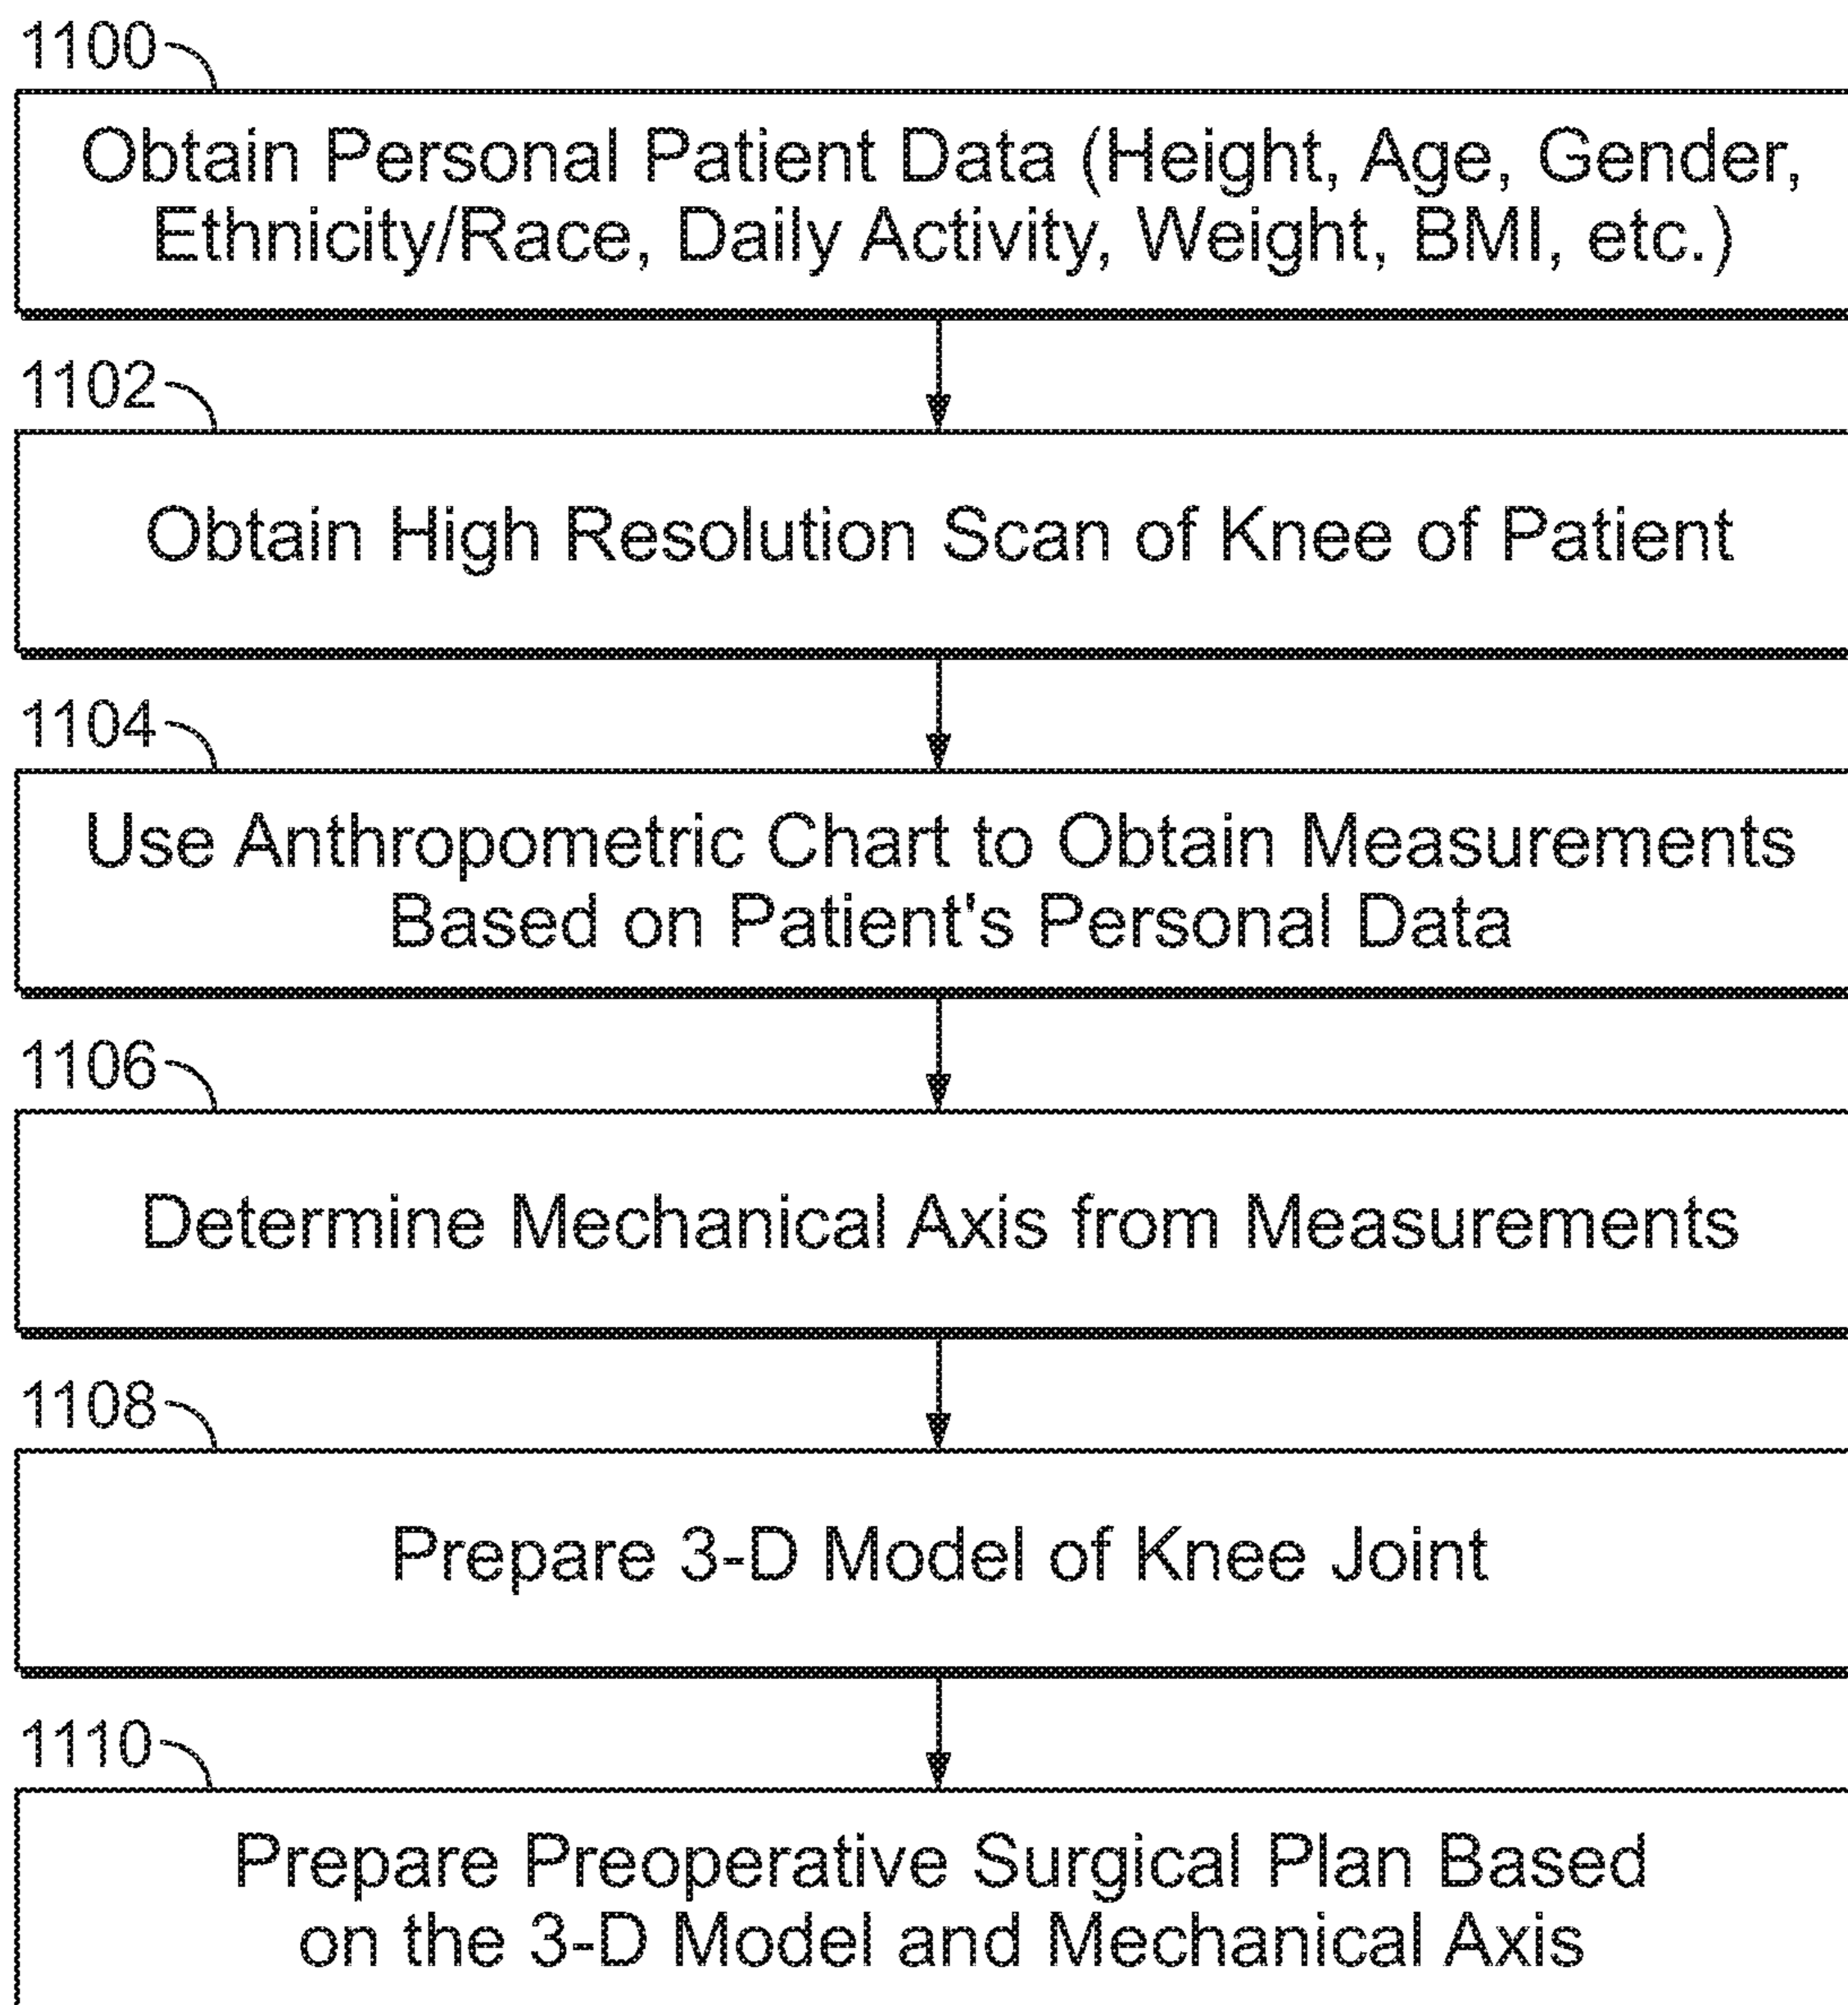 1100
Obtain Personal Patient Data (Height, Age, Gender,
Ethnicity/Race, Daily Activity, Weight, BMI, etc.)
1102
Obtain High Resolution Scan of Knee of Patient
1104
Use Anthropometric Chart to Obtain Measurements
Based on Patient's Personal Data
1106
Determine Mechanical Axis from Measurements
1108
Prepare 3-D Model of Knee Joint
1110
Prepare Preoperative Surgical Plan Based
on the 3-D Model and Mechanical Axis